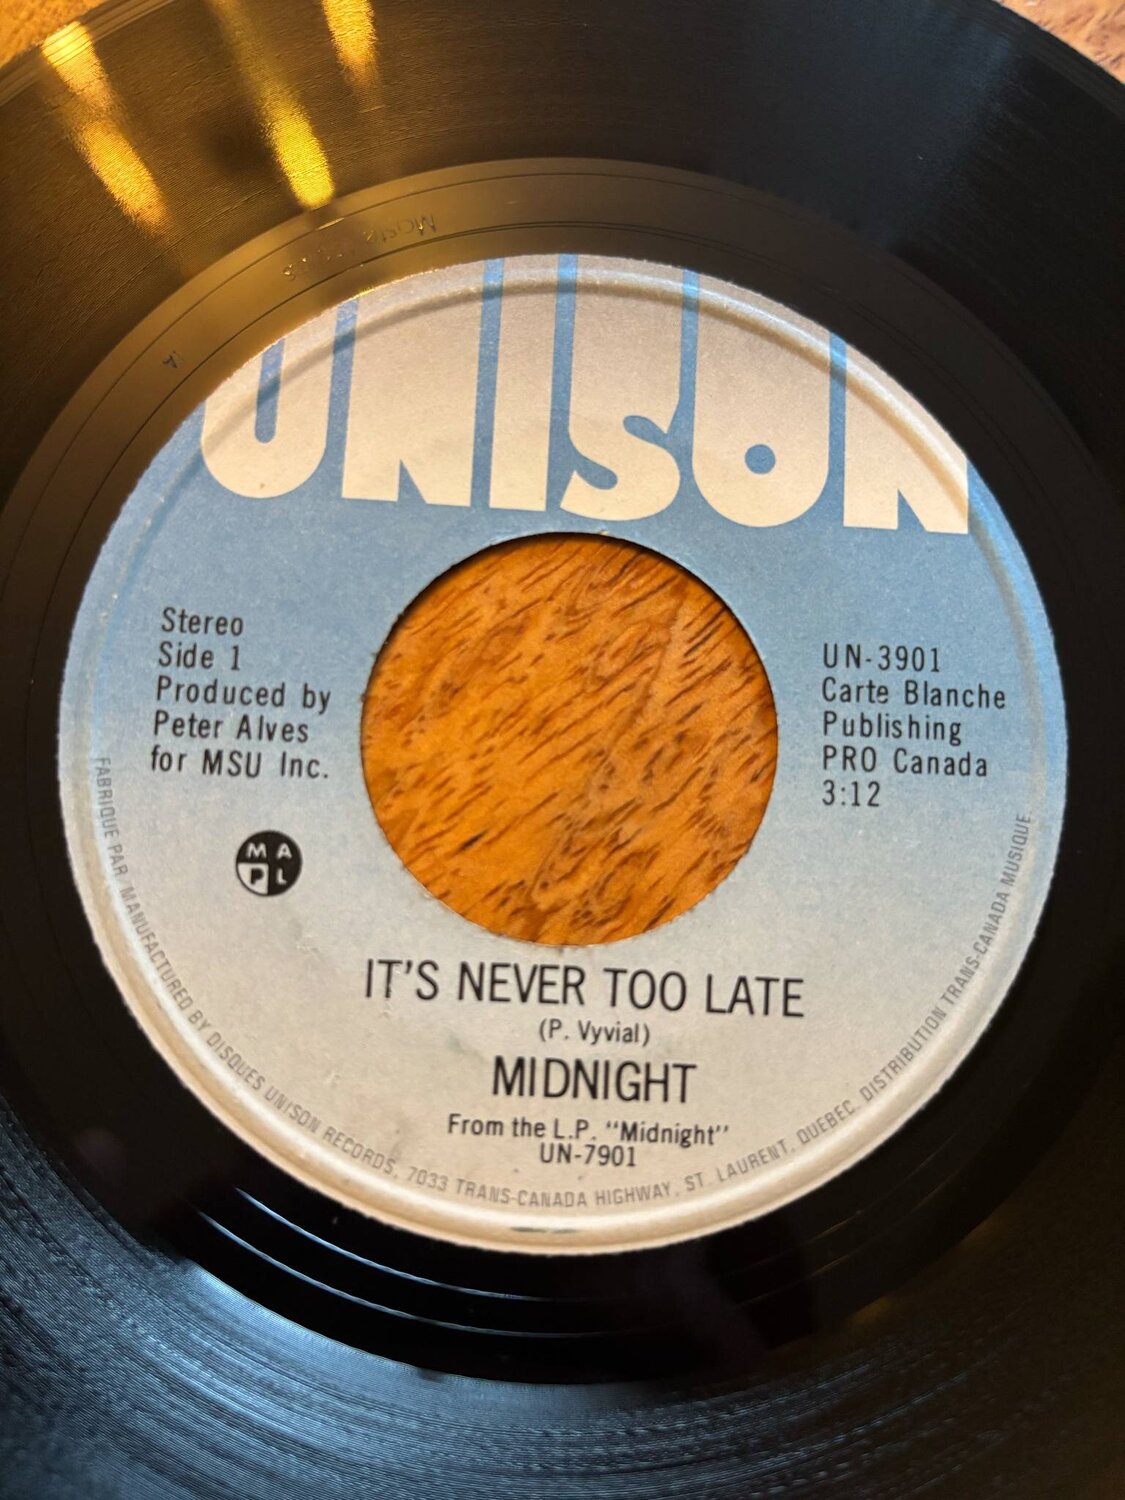 UNISON
Stereo
Side 1
Produced by
Peter Alves
for MSU Inc.
UN-3901
Carte Blanche
Publishing
PRO Canada
3:12
M A
P L
IT'S NEVER TOO LATE
(P. Vyvial)
MIDNIGHT
From the L.P. "Midnight"
UN-7901
FABRIQUE PAR MANUFACTURED BY DISQUES UNISON RECORDS, 7033 TRANS-CANADA HIGHWAY, ST. LAURENT, QUEBEC. DISTRIBUTION TRANS-CANADA MUSIQUE